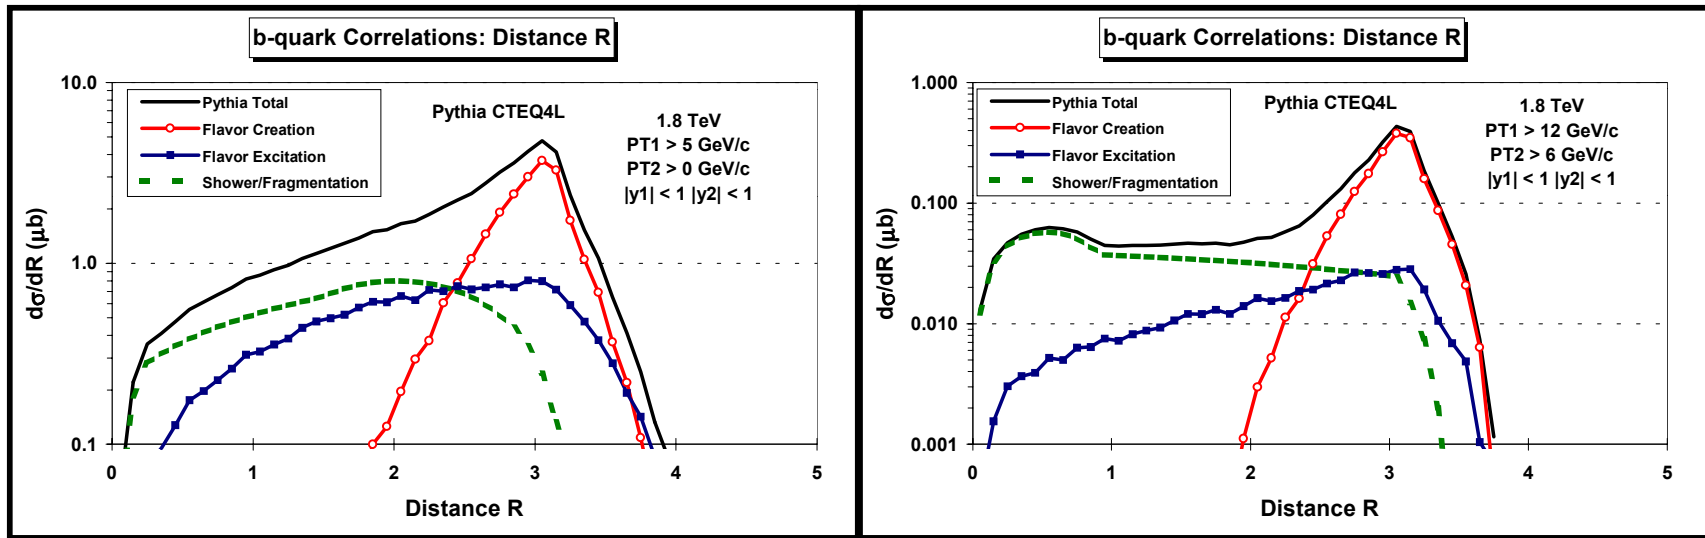 b-quark Correlations: Distance R
10.0
1.0
0.1
dσ/dR (μb)
Pythia Total
Flavor Creation
Flavor Excitation
Shower/Fragmentation
Pythia CTEQ4L
1.8 TeV
PT1 > 5 GeV/c
PT2 > 0 GeV/c
|y1| < 1 |y2| < 1
0 1 2 3 4 5
Distance R
b-quark Correlations: Distance R
1.000
0.100
0.010
0.001
dσ/dR (μb)
Pythia Total
Flavor Creation
Flavor Excitation
Shower/Fragmentation
Pythia CTEQ4L
1.8 TeV
PT1 > 12 GeV/c
PT2 > 6 GeV/c
|y1| < 1 |y2| < 1
0 1 2 3 4 5
Distance R